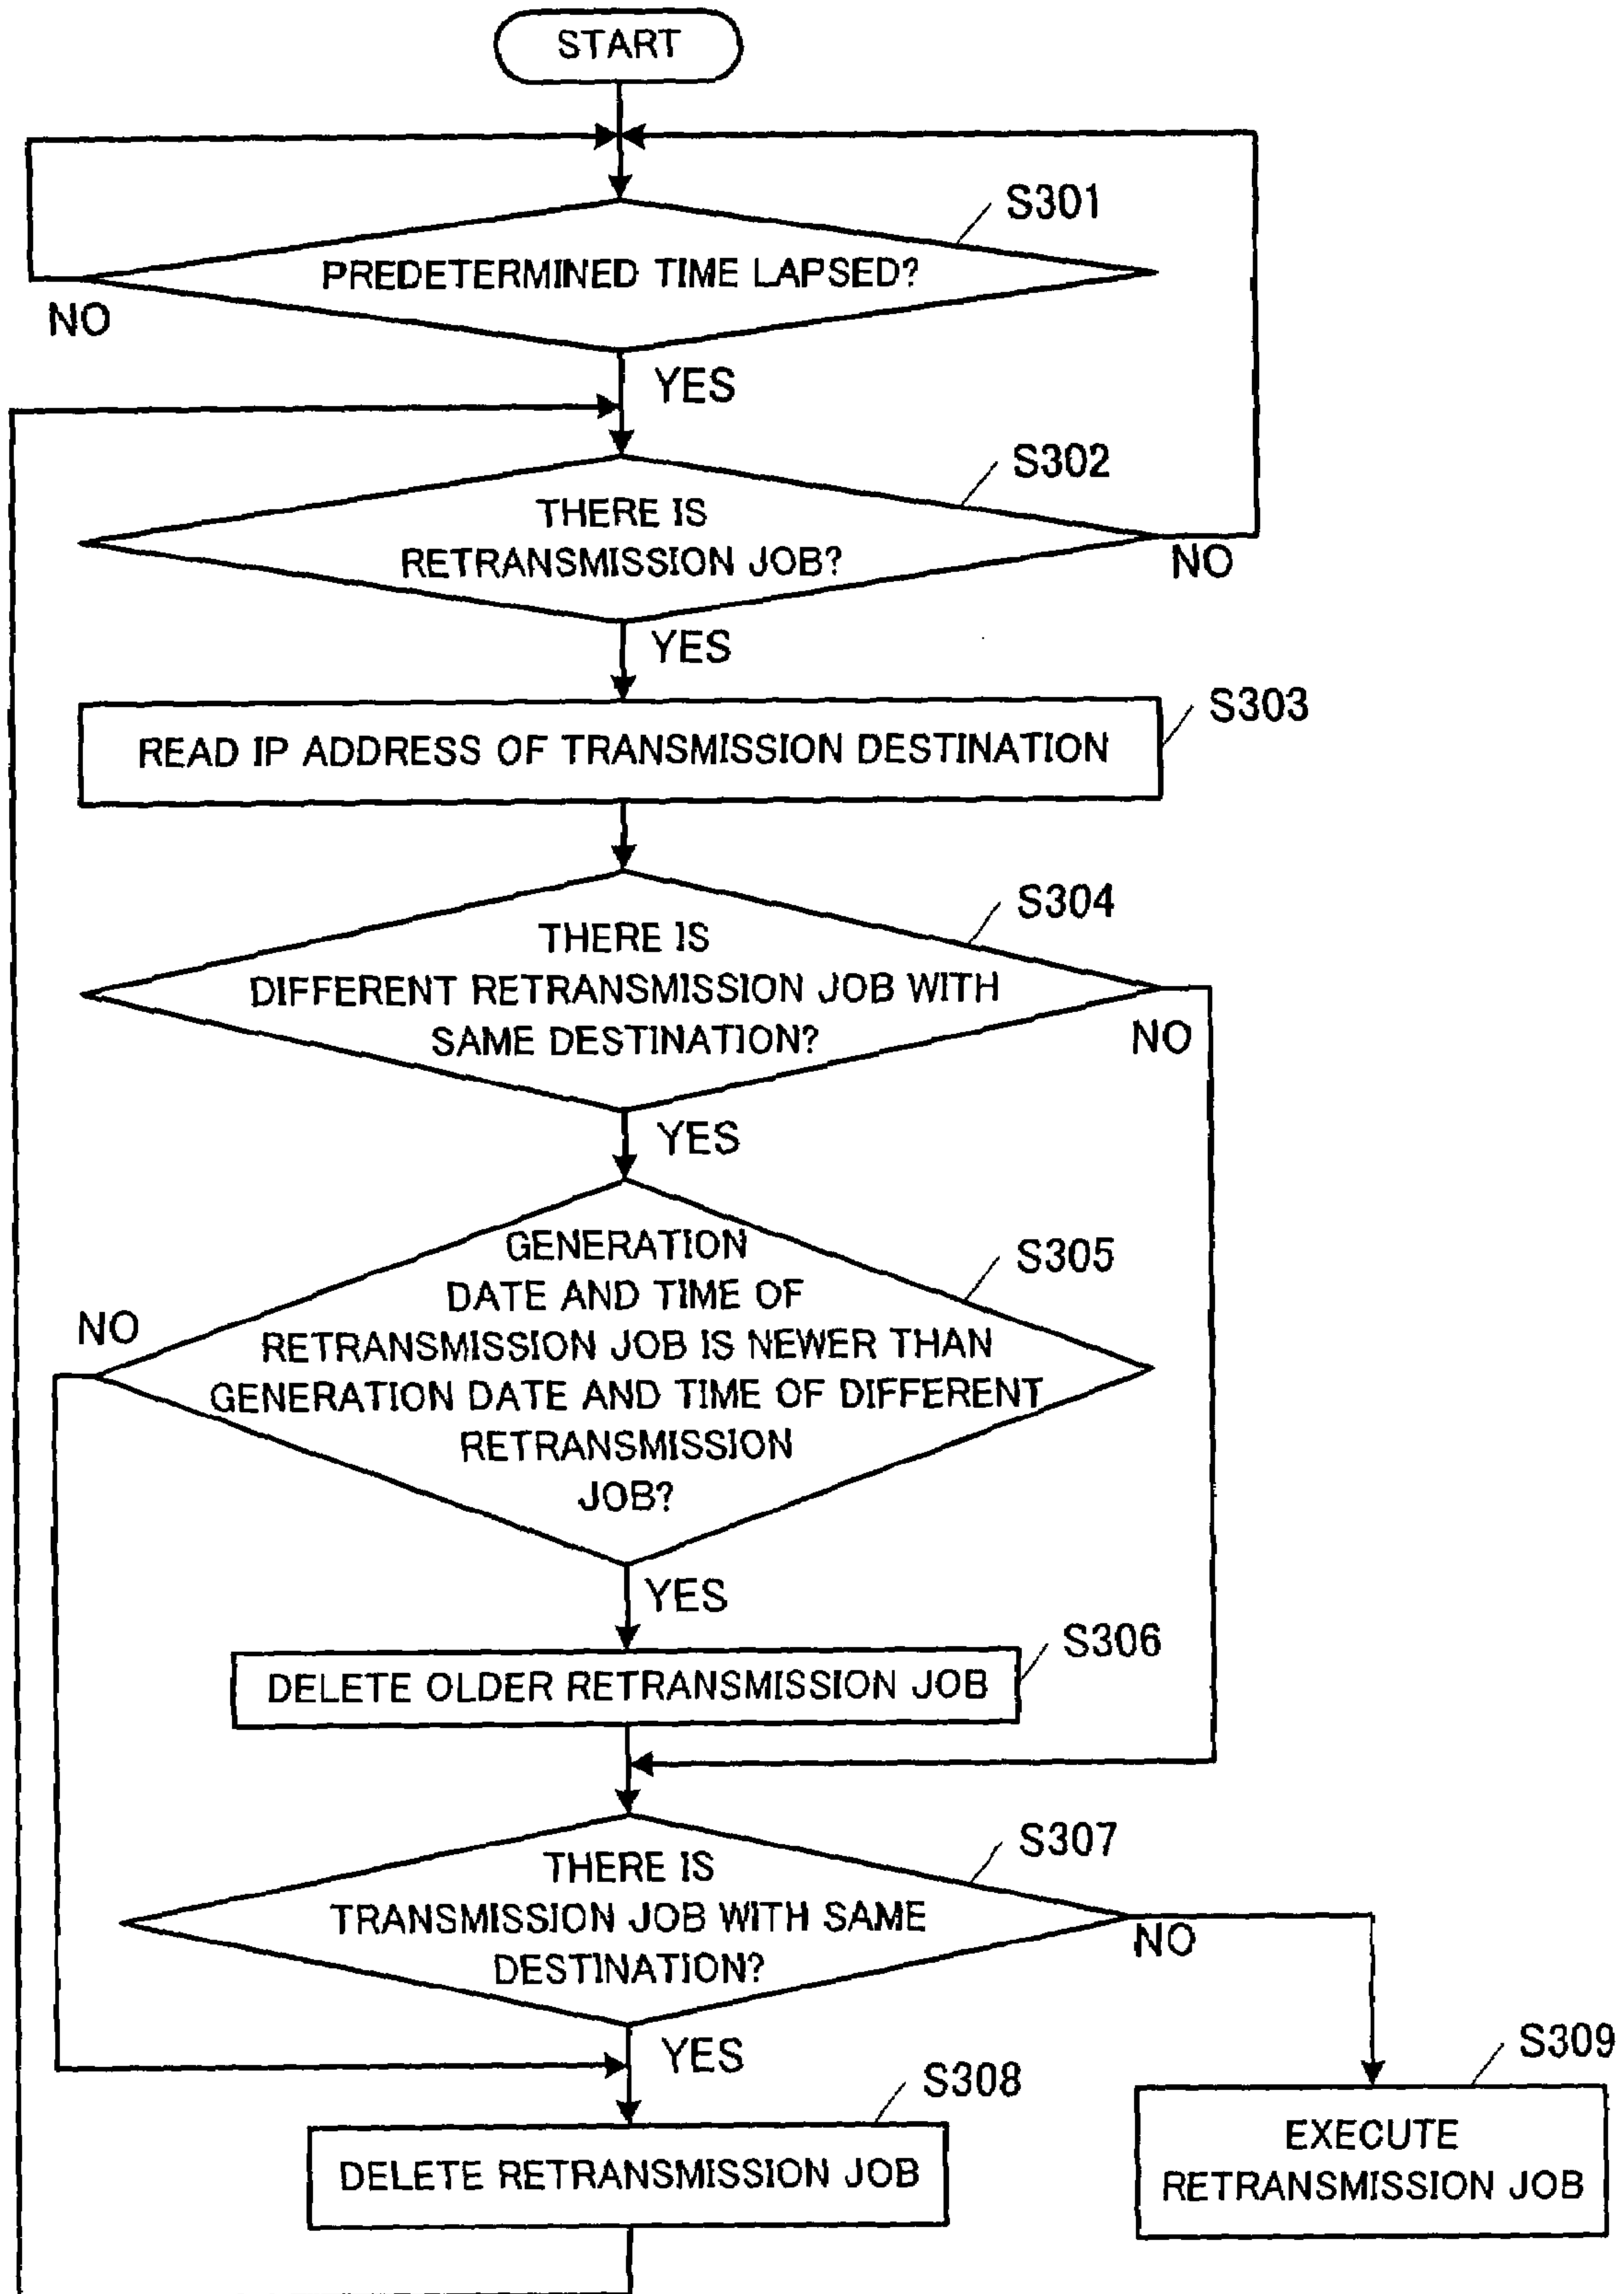 START
S301
PREDETERMINED TIME LAPSED?
NO
YES
S302
THERE IS
RETRANSMISSION JOB?
NO
YES
S303
READ IP ADDRESS OF TRANSMISSION DESTINATION
S304
THERE IS
DIFFERENT RETRANSMISSION JOB WITH
SAME DESTINATION?
NO
YES
S305
GENERATION
DATE AND TIME OF
RETRANSMISSION JOB IS NEWER THAN
GENERATION DATE AND TIME OF DIFFERENT
RETRANSMISSION
JOB?
NO
YES
S306
DELETE OLDER RETRANSMISSION JOB
S307
THERE IS
TRANSMISSION JOB WITH SAME
DESTINATION?
NO
YES
S308
DELETE RETRANSMISSION JOB
S309
EXECUTE
RETRANSMISSION JOB